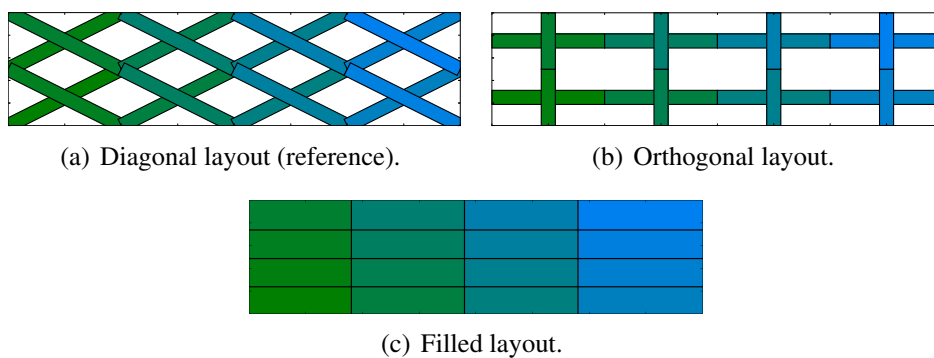 (a) Diagonal layout (reference).
(b) Orthogonal layout.
(c) Filled layout.